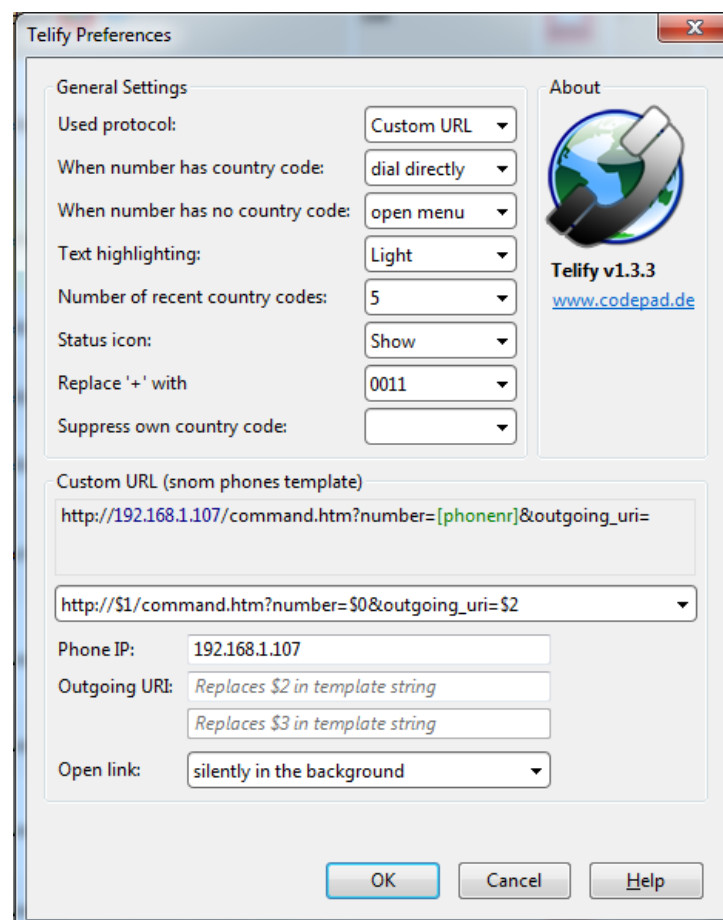 Telify Preferences
General Settings
Used protocol: Custom URL
When number has country code: dial directly
When number has no country code: open menu
Text highlighting: Light
Number of recent country codes: 5
Status icon: Show
Replace '+' with 0011
Suppress own country code:
About
Telify v1.3.3
www.codepad.de
Custom URL (snom phones template)
http://192.168.1.107/command.htm?number=[phonenr]&outgoing_uri=
http://$1/command.htm?number=$0&outgoing_uri=$2
Phone IP: 192.168.1.107
Outgoing URI: Replaces $2 in template string
Replaces $3 in template string
Open link: silently in the background
OK Cancel Help